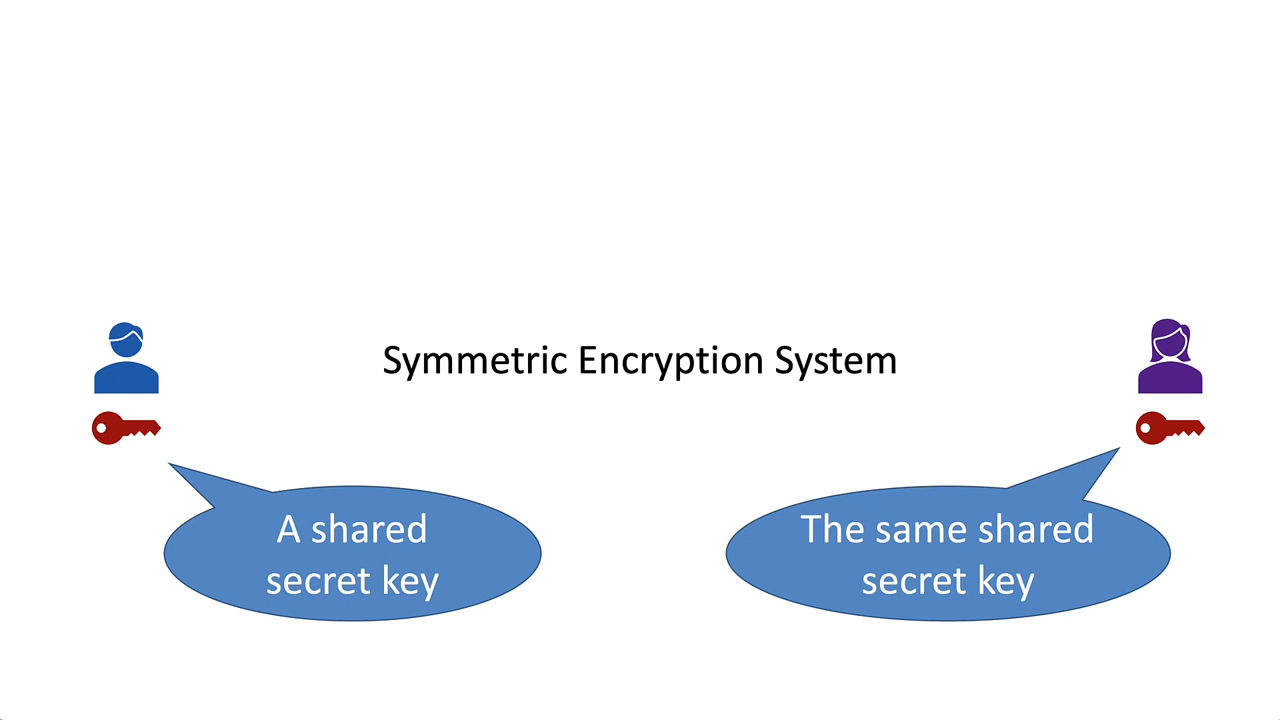 Symmetric Encryption System
A shared
secret key
The same shared
secret key